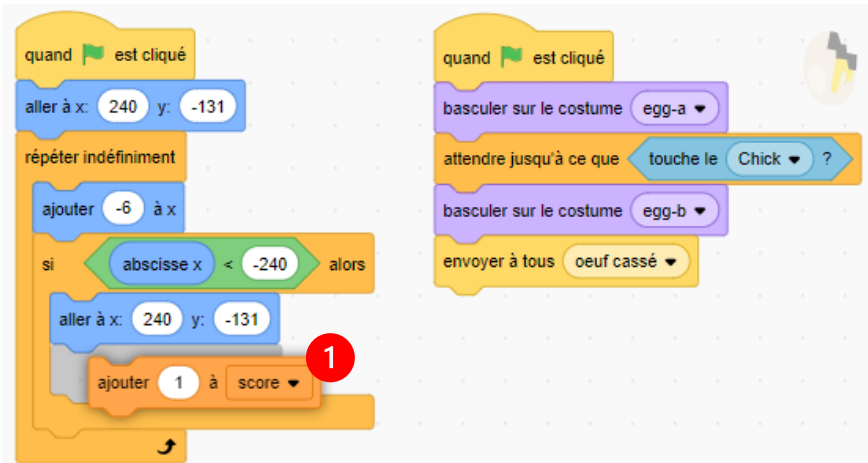 quand est cliqué
aller à x: 240 y: -131
répéter indéfiniment
ajouter -6 à x
si abscisse x < -240 alors
aller à x: 240 y: -131
1
ajouter 1 à score
quand est cliqué
basculer sur le costume egg-a
attendre jusqu'à ce que touche le Chick ?
basculer sur le costume egg-b
envoyer à tous oeuf cassé